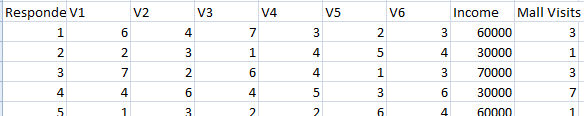 Responde V1 V2 V3 V4 V5 V6 Income Mall Visits
1 6 4 7 3 2 3 60000 3
2 2 3 1 4 5 4 30000 1
3 7 2 6 4 1 3 70000 3
4 4 6 4 5 3 6 30000 7
5 1 3 2 2 6 4 60000 1